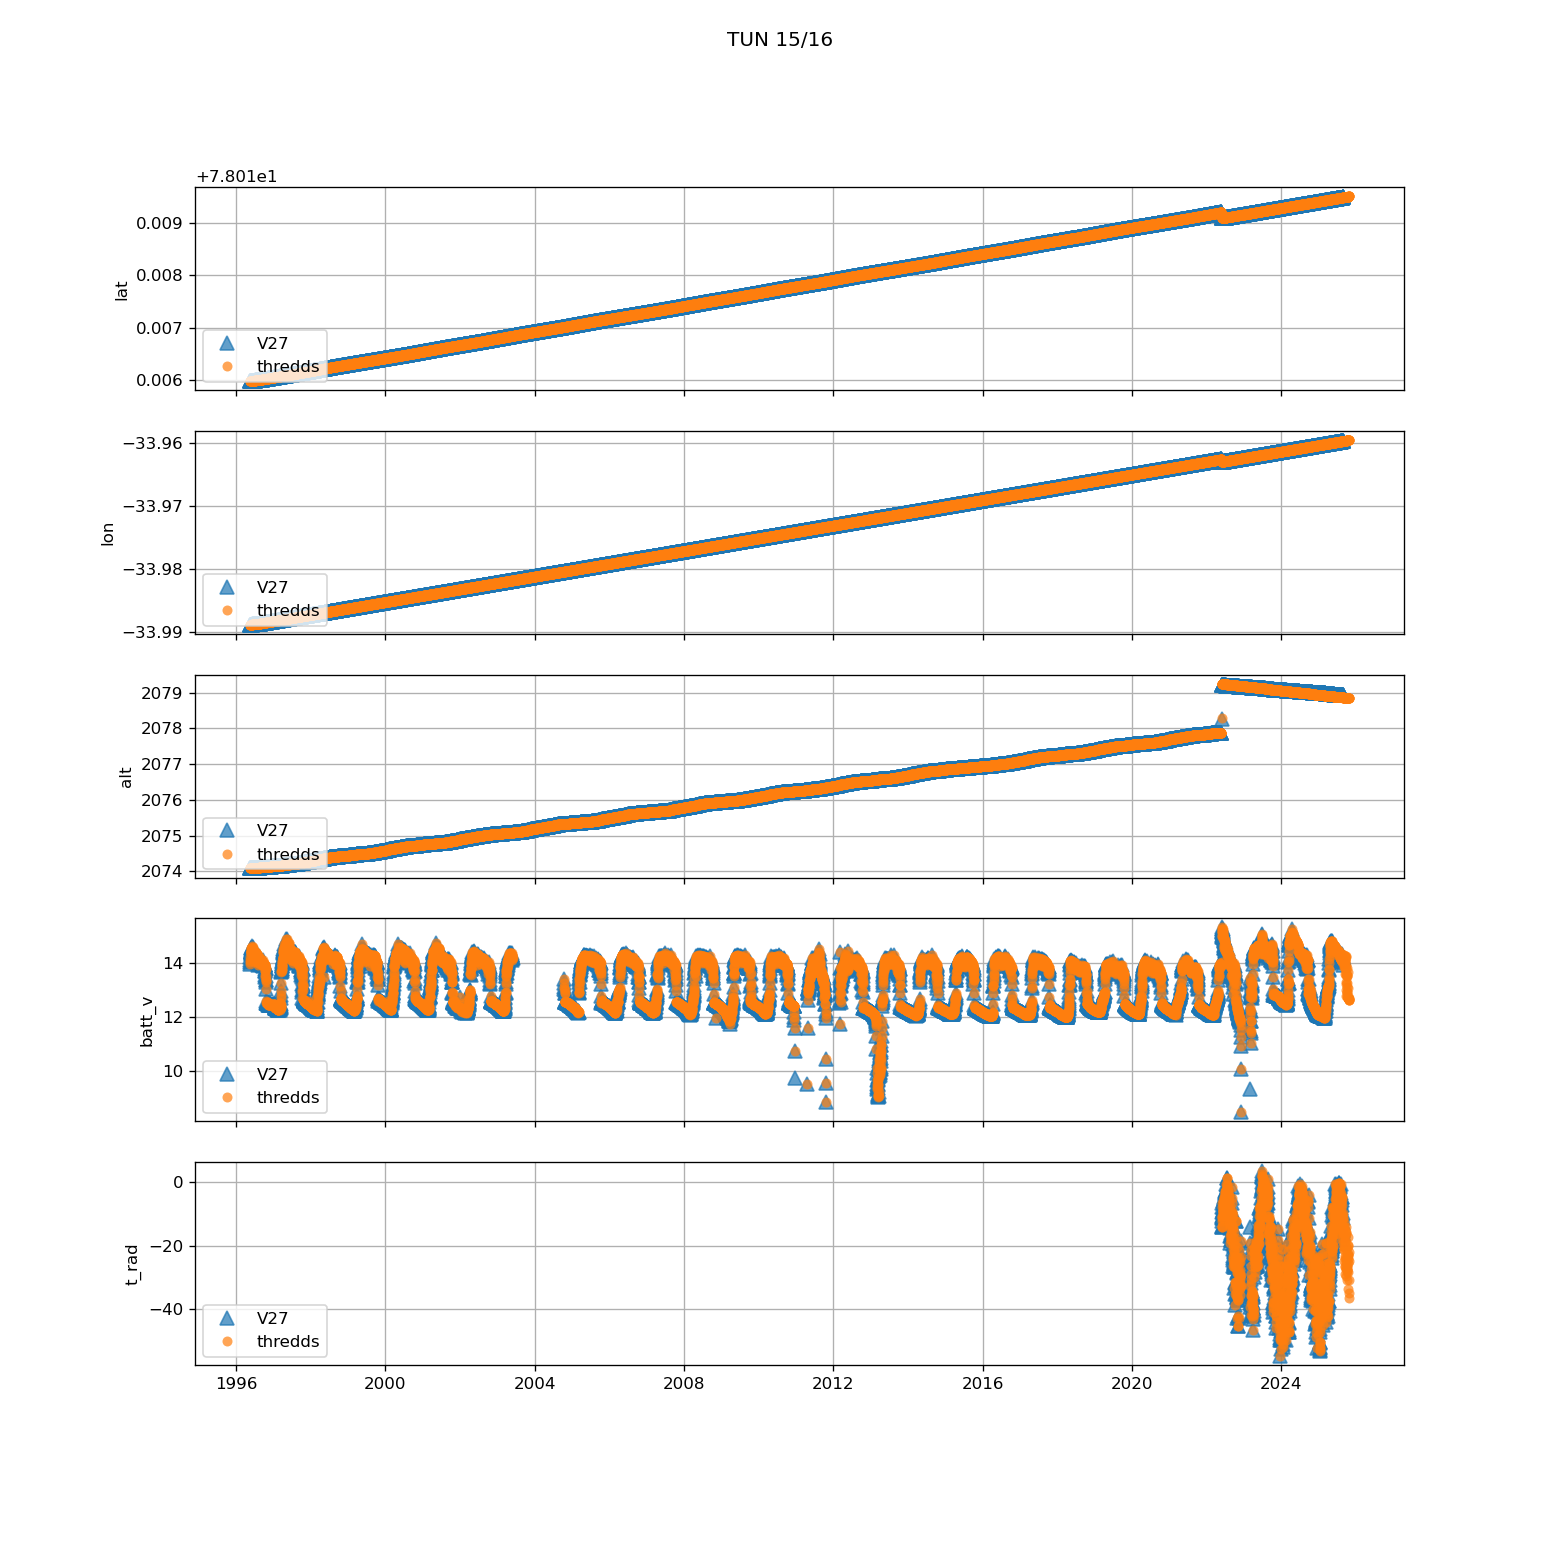 TUN 15/16
+7.801e1
0.009
0.008
0.007
0.006
lat
V27
thredds
−33.96
−33.97
−33.98
−33.99
lon
V27
thredds
2079
2078
2077
2076
2075
2074
alt
V27
thredds
14
12
10
batt_v
V27
thredds
0
−20
−40
t_rad
V27
thredds
1996 2000 2004 2008 2012 2016 2020 2024